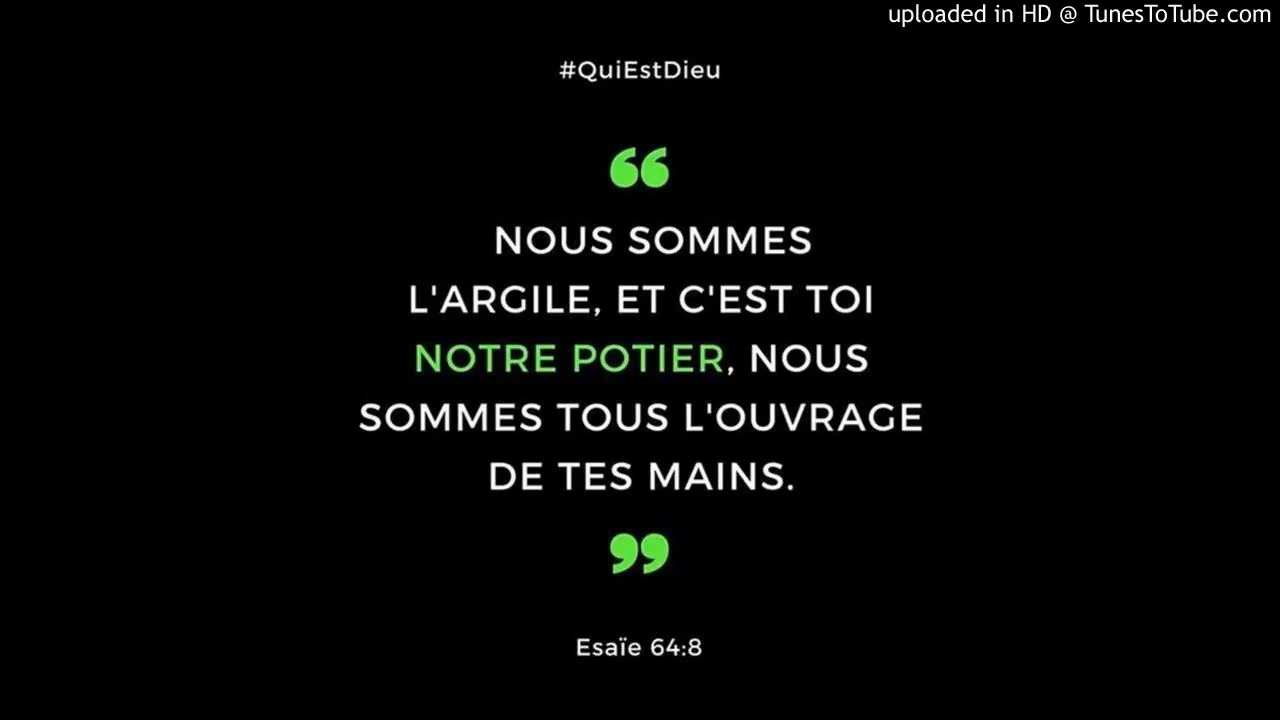 uploaded in HD @ TunesToTube.com
#QuiEstDieu
“
NOUS SOMMES
L'ARGILE, ET C'EST TOI
NOTRE POTIER, NOUS
SOMMES TOUS L'OUVRAGE
DE TES MAINS.
”
Esaïe 64:8